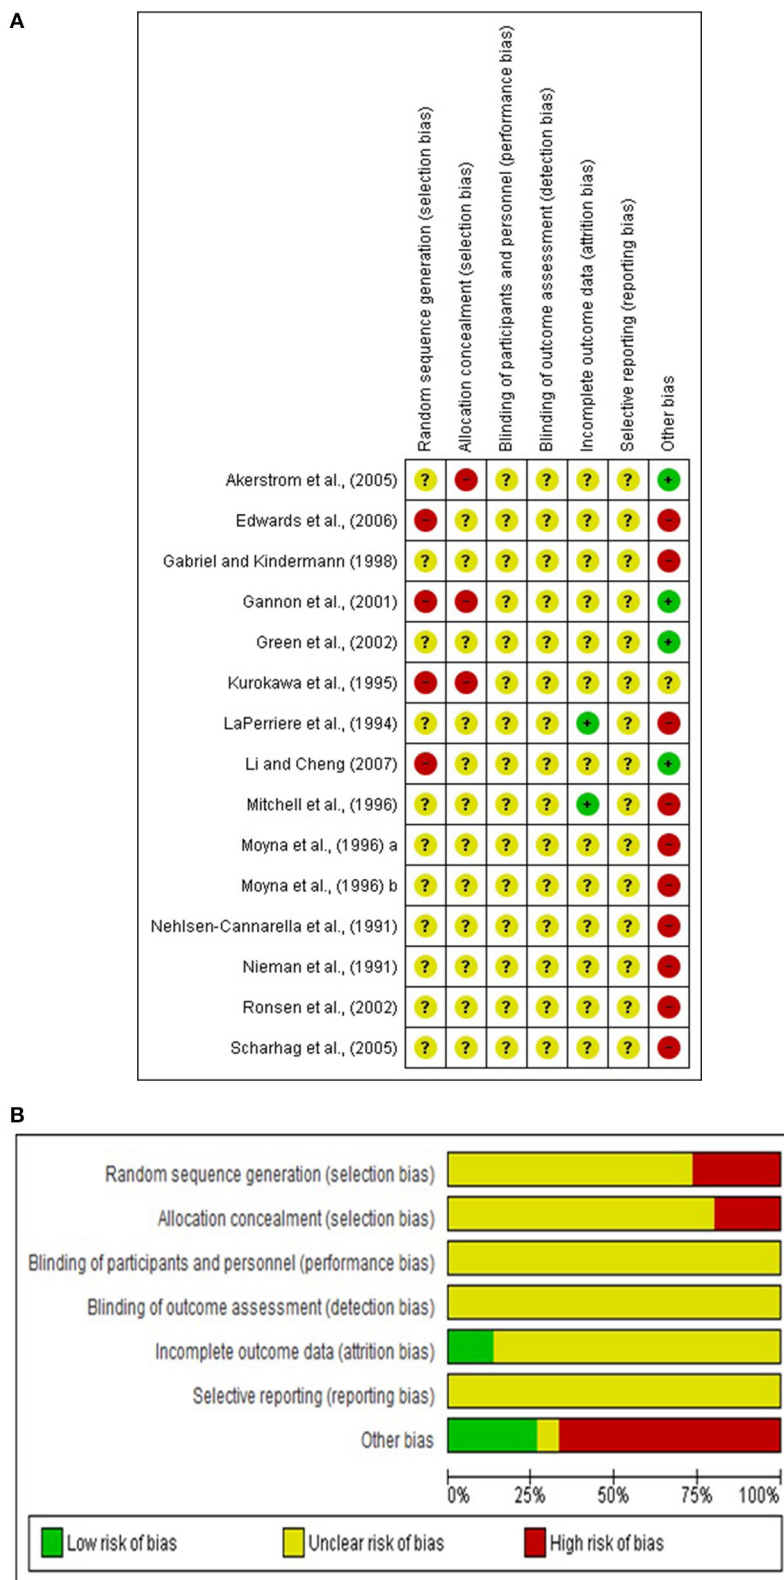 A
Random sequence generation (selection bias)
Allocation concealment (selection bias)
Blinding of participants and personnel (performance bias)
Blinding of outcome assessment (detection bias)
Incomplete outcome data (attrition bias)
Selective reporting (reporting bias)
Other bias
Akerstrom et al., (2005) ? - ? ? ? ? +
Edwards et al., (2006) - ? ? ? ? ? -
Gabriel and Kindermann (1998) ? ? ? ? ? ? -
Gannon et al., (2001) - - ? ? ? ? +
Green et al., (2002) ? ? ? ? ? ? +
Kurokawa et al., (1995) - - ? ? ? ? ?
LaPerriere et al., (1994) ? ? ? ? + ? -
Li and Cheng (2007) - ? ? ? ? ? +
Mitchell et al., (1996) ? ? ? ? + ? -
Moyna et al., (1996) a ? ? ? ? ? ? -
Moyna et al., (1996) b ? ? ? ? ? ? -
Nehlsen-Cannarella et al., (1991) ? ? ? ? ? ? -
Nieman et al., (1991) ? ? ? ? ? ? -
Ronsen et al., (2002) ? ? ? ? ? ? -
Scharhag et al., (2005) ? ? ? ? ? ? -
B
Random sequence generation (selection bias)
Allocation concealment (selection bias)
Blinding of participants and personnel (performance bias)
Blinding of outcome assessment (detection bias)
Incomplete outcome data (attrition bias)
Selective reporting (reporting bias)
Other bias
0% 25% 50% 75% 100%
Low risk of bias Unclear risk of bias High risk of bias